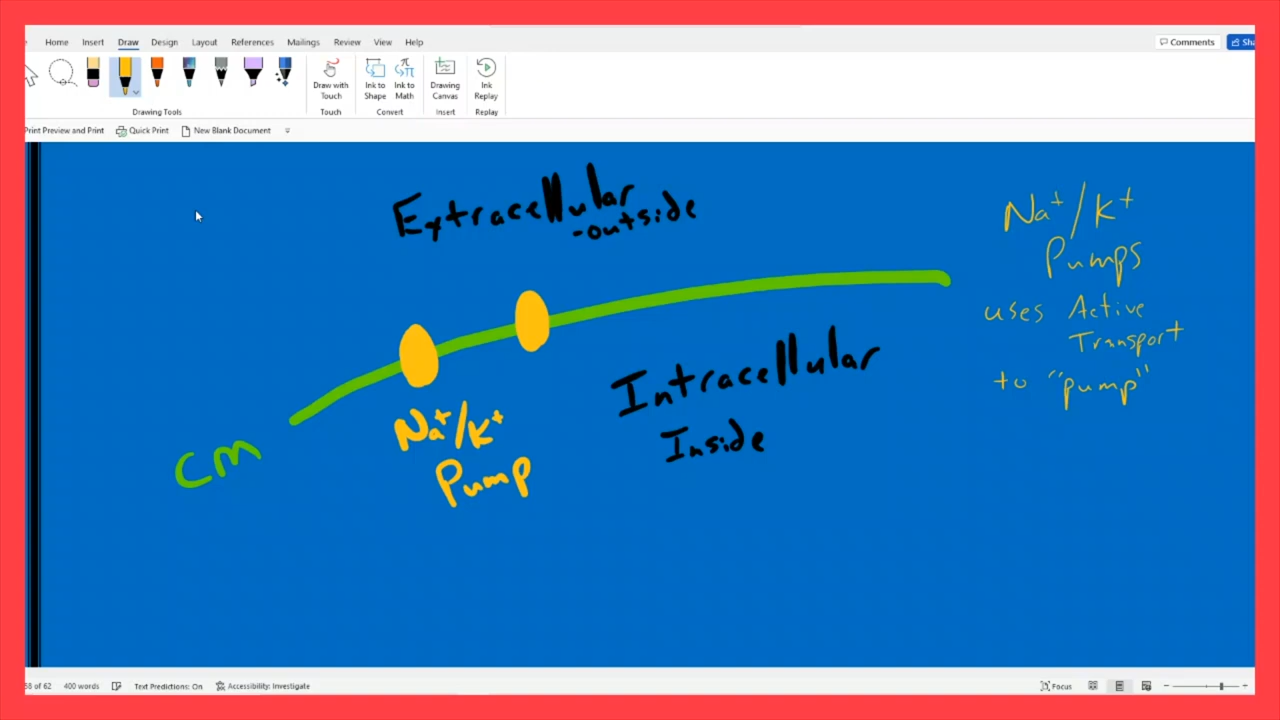 Home Insert Draw Design Layout References Mailings Review View Help
Comments
Draw with
Touch
Ink to
Shape
Ink to
Math
Drawing
Canvas
Ink
Replay
Drawing Tools
Touch
Convert
Insert
Replay
Print Preview and Print Quick Print New Blank Document
Extracellular
-outside
Na+/K+
Pumps
uses Active
Transport
to "pump"
Intracellular
Inside
CM
Na+/K+
Pump
of 62 400 words Text Predictions: On Accessibility: Investigate Focus